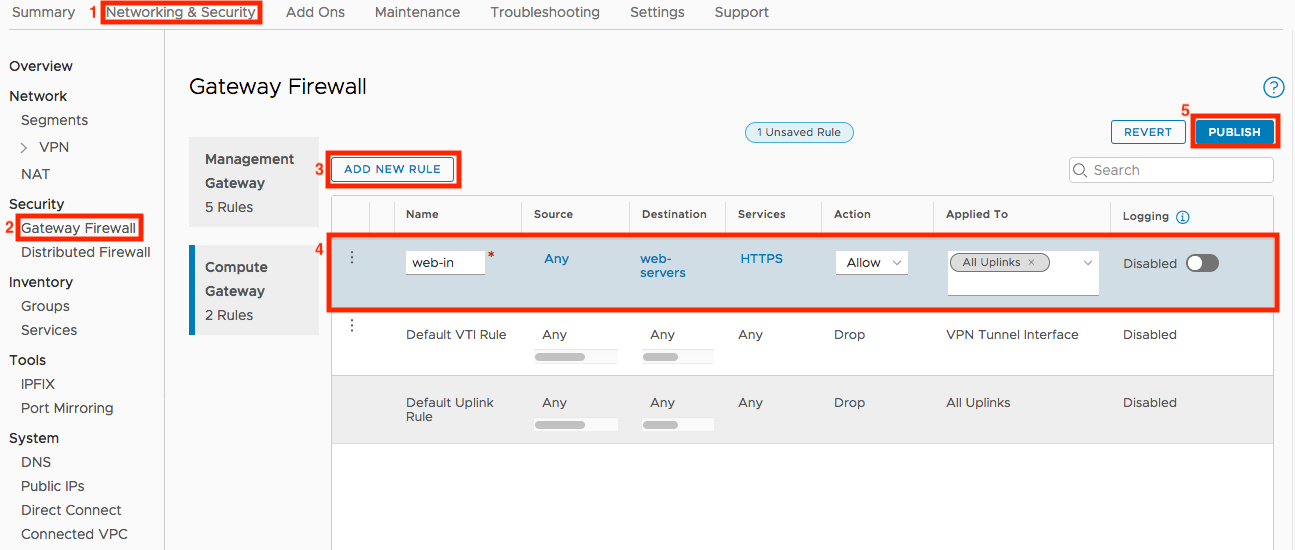 Summary 1 Networking & Security Add Ons Maintenance Troubleshooting Settings Support
Overview
Network
Segments
VPN
NAT
Security
2 Gateway Firewall
Distributed Firewall
Inventory
Groups
Services
Tools
IPFIX
Port Mirroring
System
DNS
Public IPs
Direct Connect
Connected VPC
Gateway Firewall
?
1 Unsaved Rule
REVERT
5
PUBLISH
Management
Gateway
5 Rules
Compute
Gateway
2 Rules
3 ADD NEW RULE
Search
Name Source Destination Services Action Applied To Logging
4 web-in * Any web-
servers HTTPS Allow All Uplinks × Disabled
Default VTI Rule Any Any Any Drop VPN Tunnel Interface Disabled
Default Uplink
Rule Any Any Any Drop All Uplinks Disabled